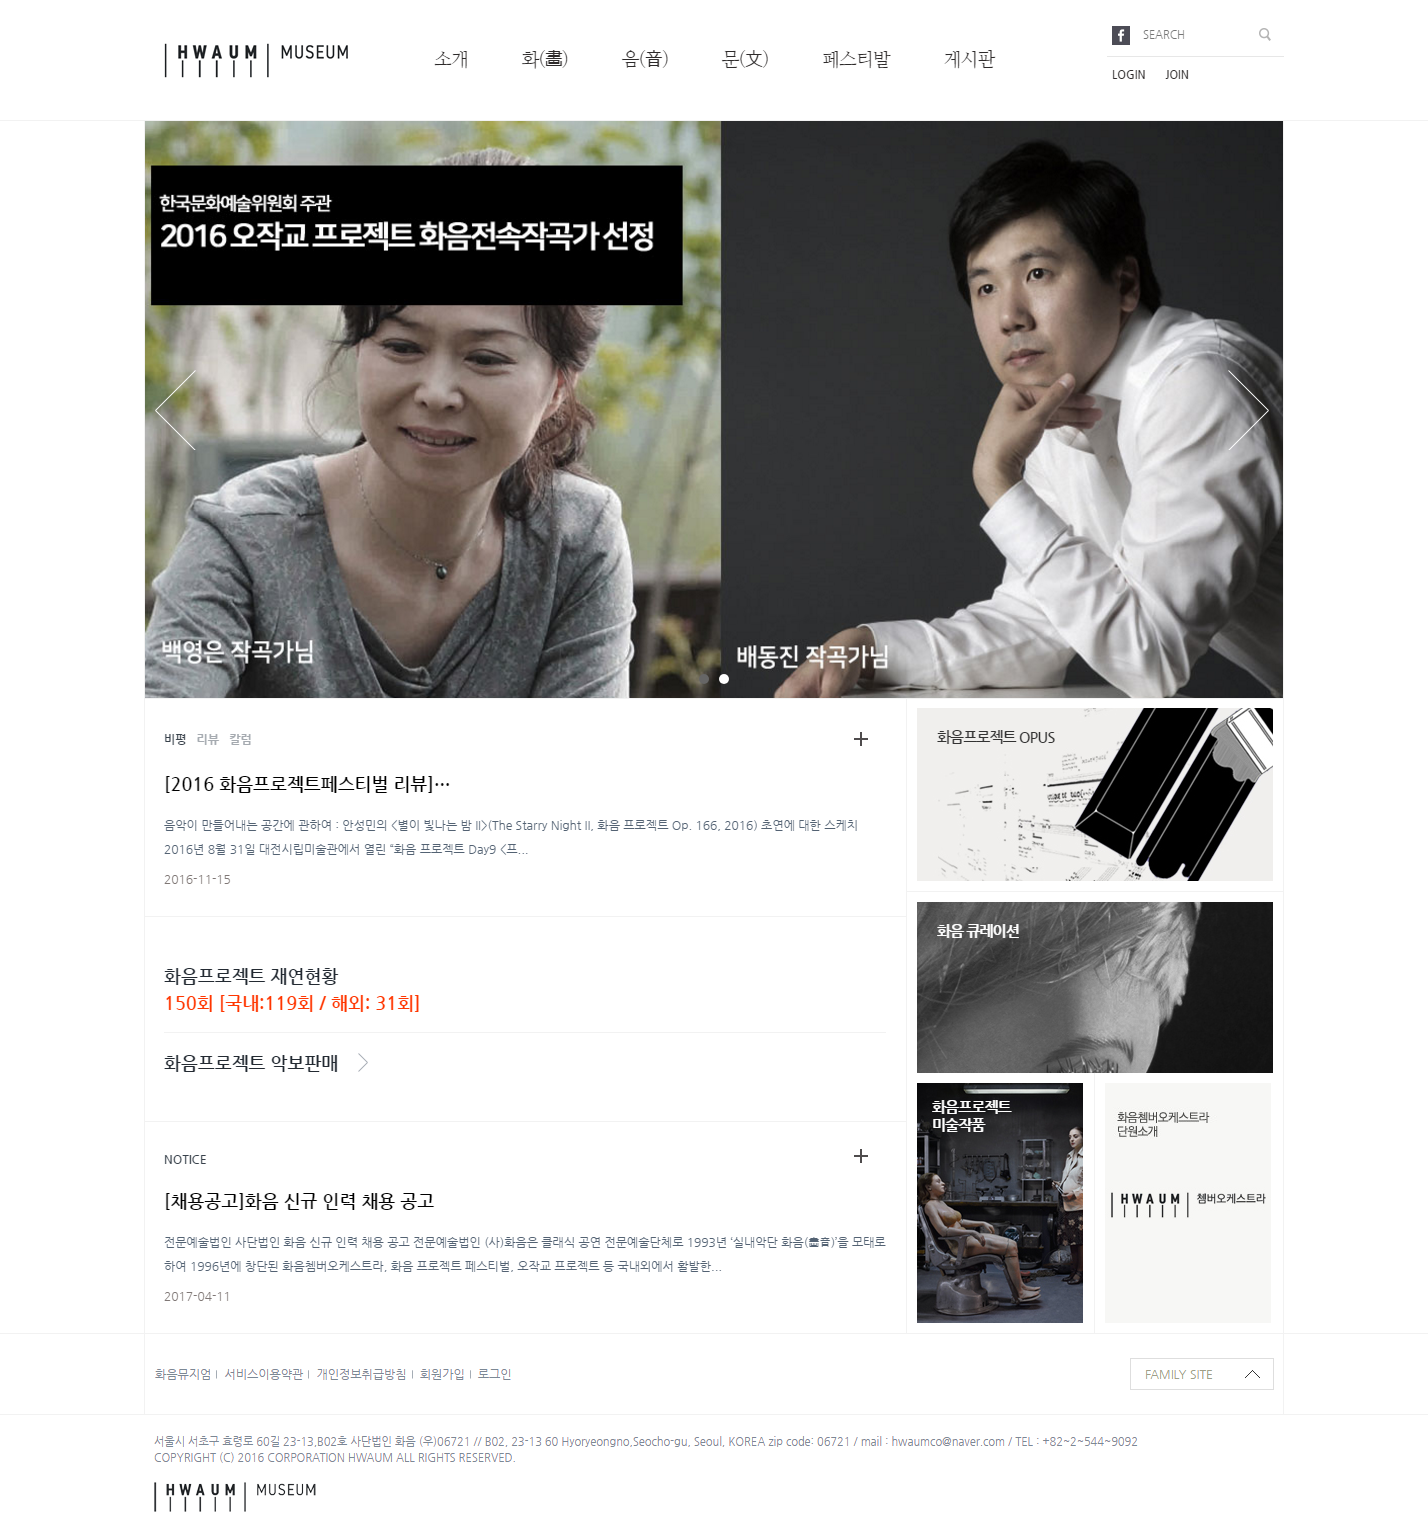 HWAUM MUSEUM
소개 화(畵) 음(音) 문(文) 페스티발 게시판
SEARCH
LOGIN JOIN
한국문화예술위원회 주관
2016 오작교 프로젝트 화음전속작곡가 선정
백영은 작곡가님
배동진 작곡가님
비평 리뷰 칼럼
[2016 화음프로젝트페스티벌 리뷰]…
음악이 만들어내는 공간에 관하여 : 안성민의 <별이 빛나는 밤 II>(The Starry Night II, 화음 프로젝트 Op. 166, 2016) 초연에 대한 스케치
2016년 8월 31일 대전시립미술관에서 열린 “화음 프로젝트 Day9 <프...
2016-11-15
화음프로젝트 OPUS
화음 큐레이션
화음프로젝트 재연현황
150회 [국내:119회 / 해외: 31회]
화음프로젝트 악보판매
화음프로젝트
미술작품
화음쳄버오케스트라
단원소개
HWAUM 쳄버오케스트라
NOTICE
[채용공고]화음 신규 인력 채용 공고
전문예술법인 사단법인 화음 신규 인력 채용 공고 전문예술법인 (사)화음은 클래식 공연 전문예술단체로 1993년 ‘실내악단 화음(畵音)’을 모태로
하여 1996년에 창단된 화음쳄버오케스트라, 화음 프로젝트 페스티벌, 오작교 프로젝트 등 국내외에서 활발한...
2017-04-11
화음뮤지엄 서비스이용약관 개인정보취급방침 회원가입 로그인
FAMILY SITE
서울시 서초구 효령로 60길 23-13,B02호 사단법인 화음 (우)06721 // B02, 23-13 60 Hyoryeongno,Seocho-gu, Seoul, KOREA zip code: 06721 / mail : hwaumco@naver.com / TEL : +82~2~544~9092
COPYRIGHT (C) 2016 CORPORATION HWAUM ALL RIGHTS RESERVED.
HWAUM MUSEUM